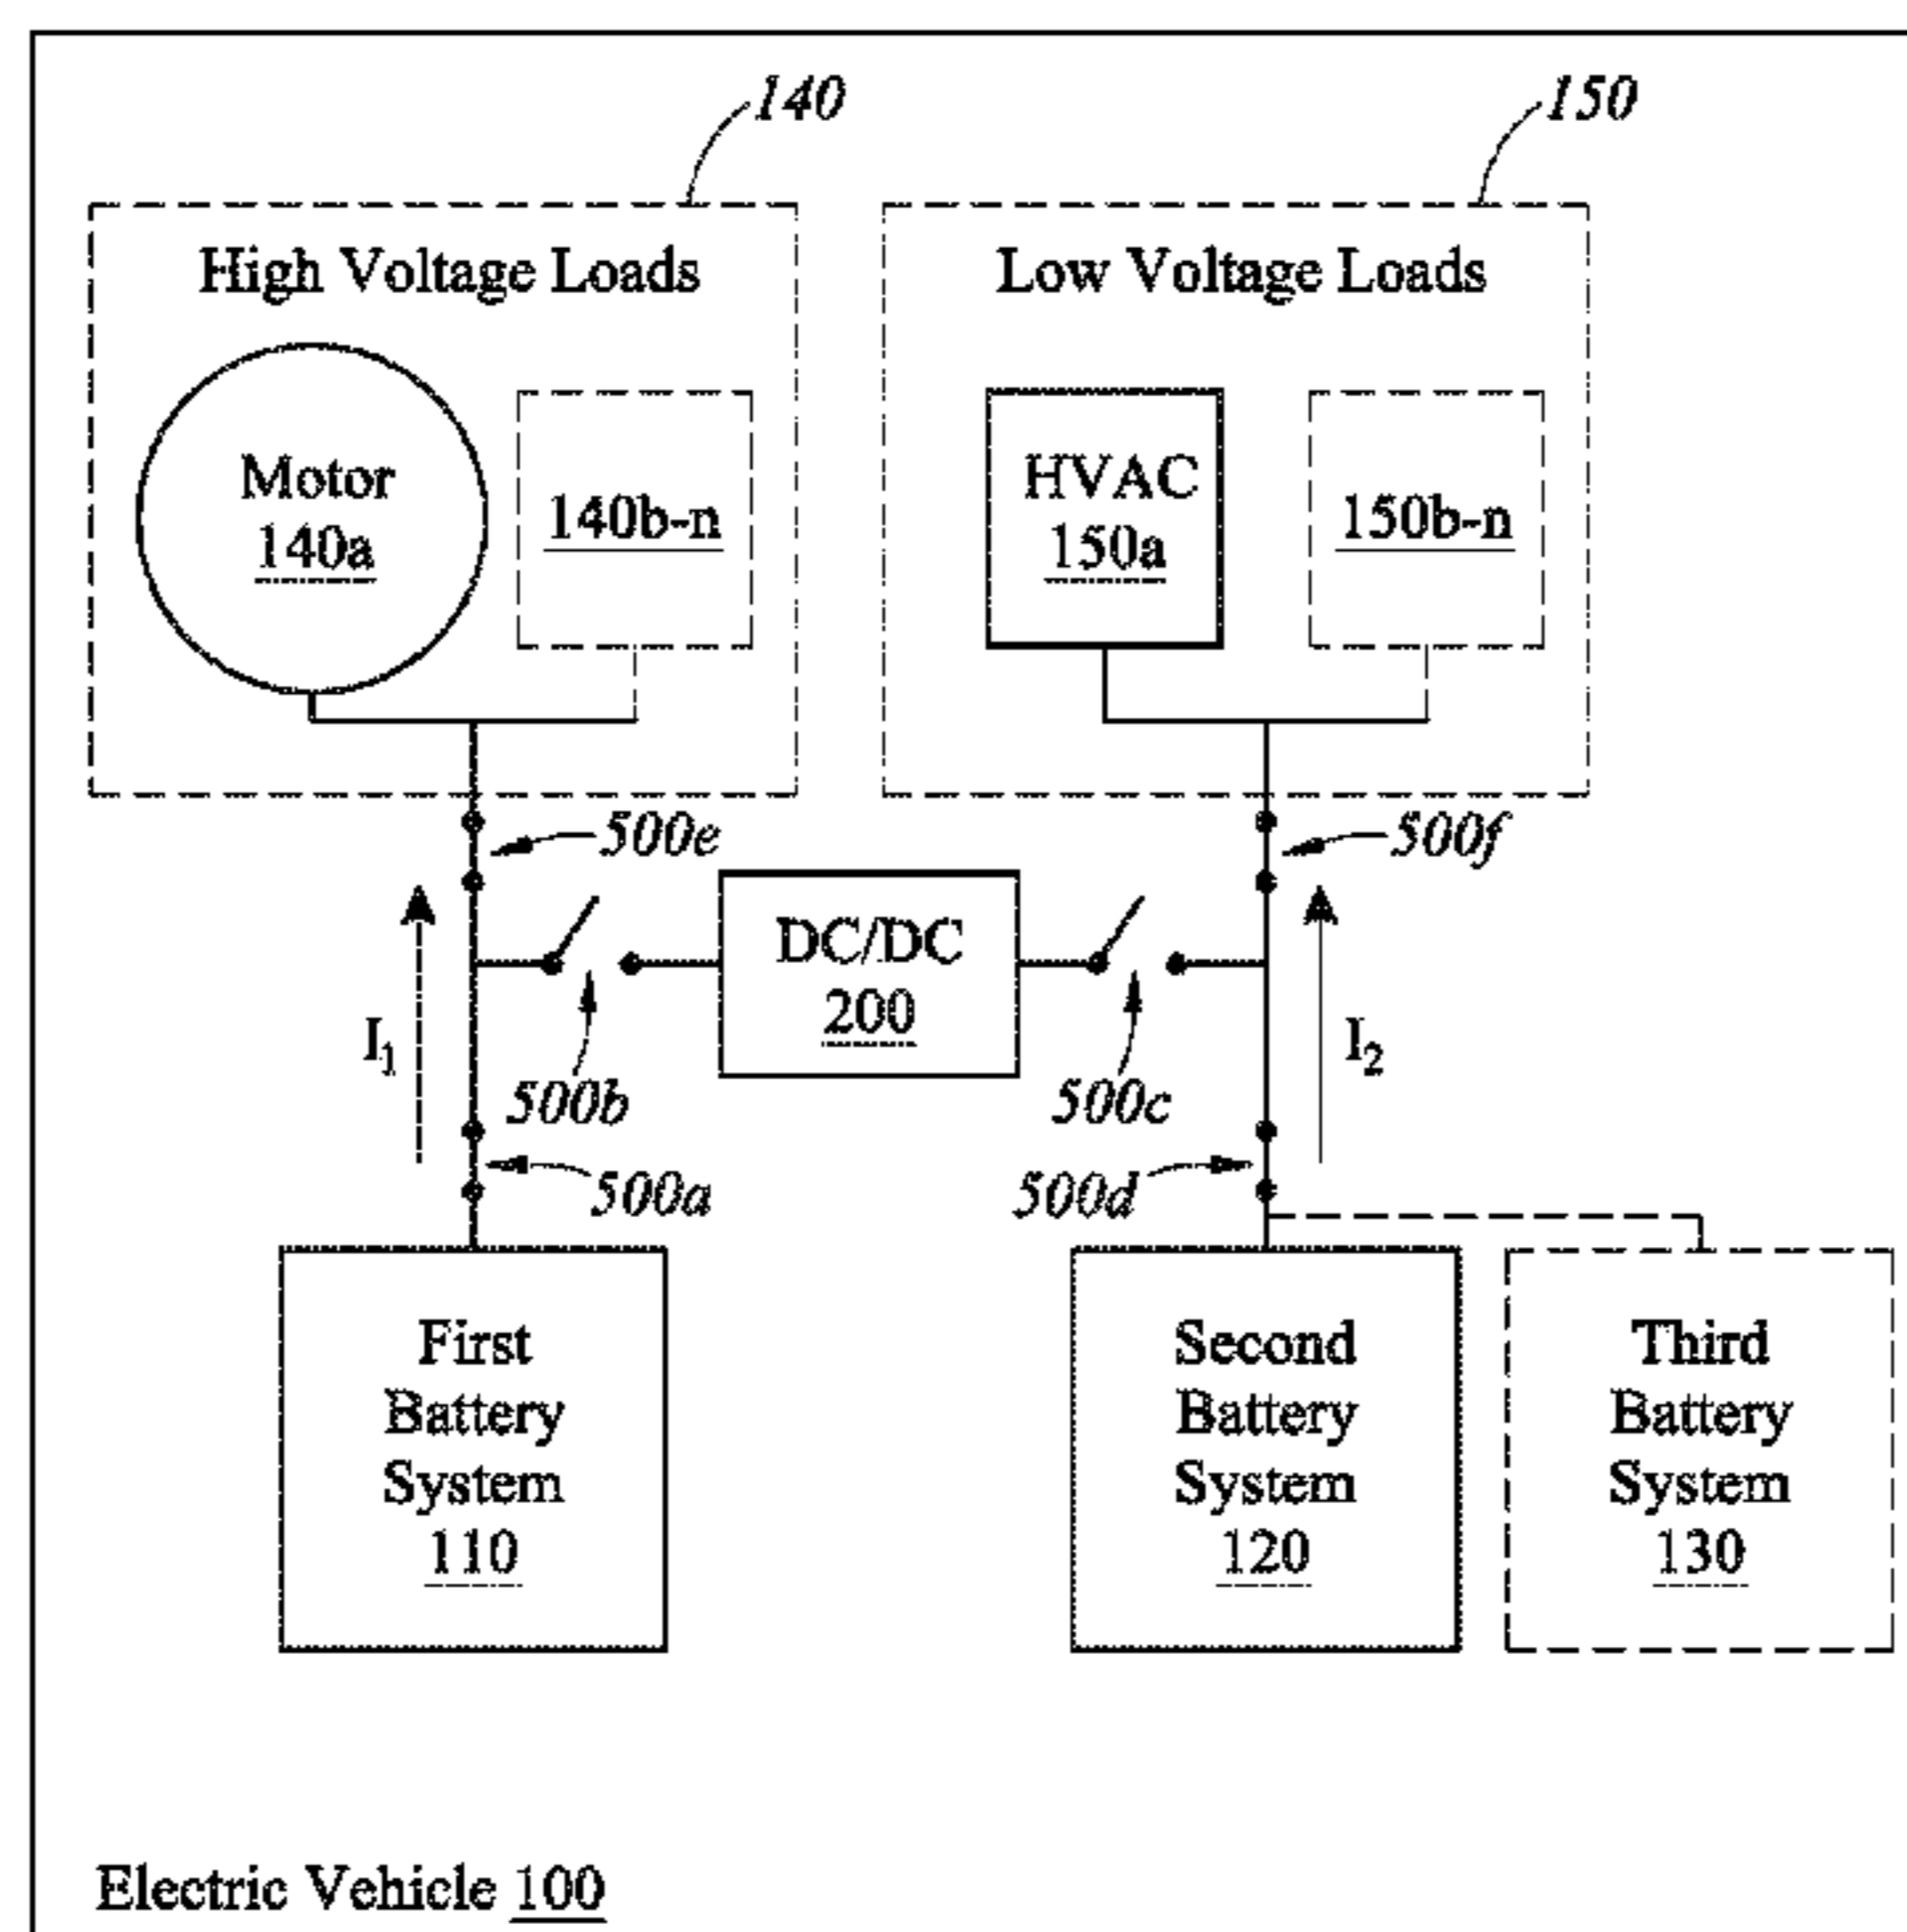 140
150
High Voltage Loads
Low Voltage Loads
Motor
140a
140b-n
HVAC
150a
150b-n
500e
500f
DC/DC
200
I1
I2
500b
500c
500a
500d
First
Battery
System
110
Second
Battery
System
120
Third
Battery
System
130
Electric Vehicle 100